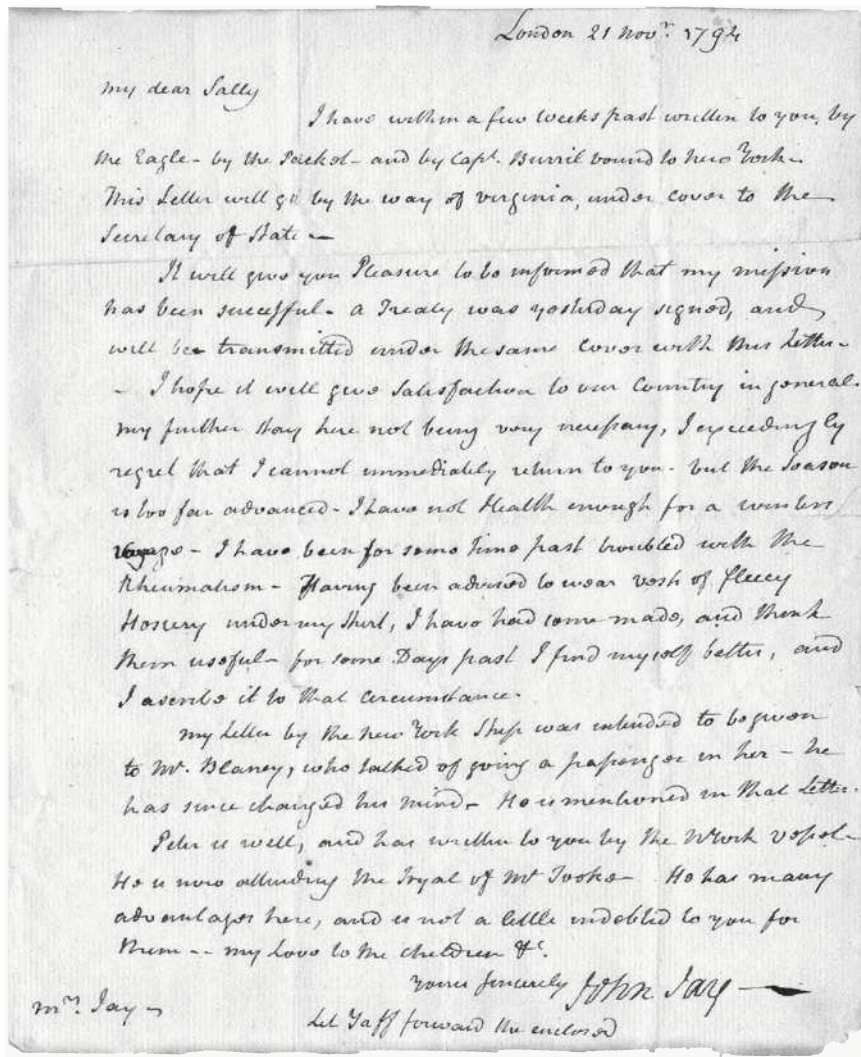 London 21 Novr. 1794
my dear Sally
I have within a few weeks past written to you, by
the Eagle - by the Packet - and by Capt. Burril bound to new York -
This Letter will go by the way of virginia, under cover to the
Secretary of State -
It will give you Pleasure to be informed that my mission
has been successful - a Treaty was yesterday signed, and
will be transmitted under the same cover with this Letter -
- I hope it will give satisfaction to our Country in general.
my further stay here not being very necessary, I exceedingly
regret that I cannot immediately return to you - but the Season
is too far advanced - I have not Health enough for a winters
voyage - I have been for some Time past troubled with the
Rheumatism - Having been advised to wear vests of fleecy
Hosiery under my Shirt, I have had some made, and think
them useful - for some Days past I find myself better, and
I ascribe it to that circumstance.
my Letter by the new York Ship was intended to be given
to Mr. Blaney, who talked of going a passenger in her - he
has since changed his mind - He is mentioned in that Letter.
Peter is well, and has written to you by the NYork vessel -
He is now attending the Tryal of Mr Tooke - He has many
advantages here, and is not a little indebted to you for
them -- my Love to the children &c.
Yours sincerely John Jay -
Mrs. Jay -
Let Taff forward the enclosed